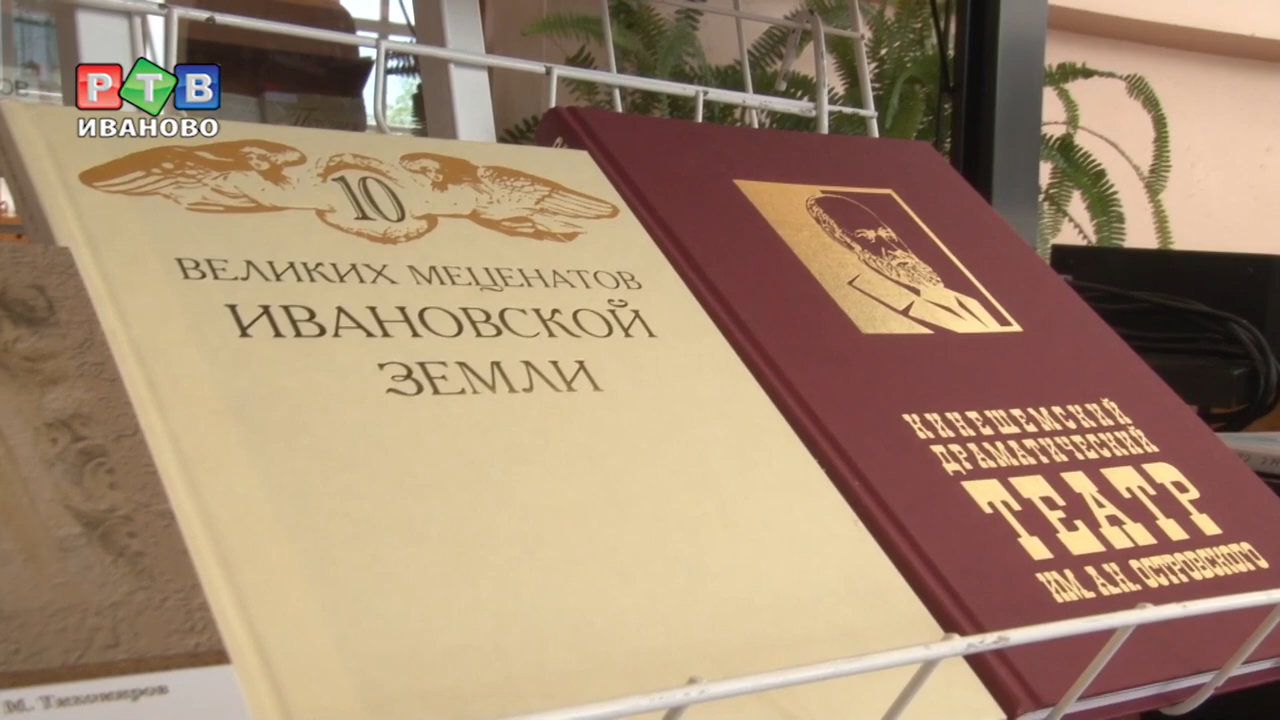 РТВ
ИВАНОВО
10
ВЕЛИКИХ МЕЦЕНАТОВ
ИВАНОВСКОЙ
ЗЕМЛИ
КИНЕШЕМСКИЙ
ДРАМАТИЧЕСКИЙ
ТЕАТР
ИМ. А.Н. ОСТРОВСКОГО
М. Тихомиров